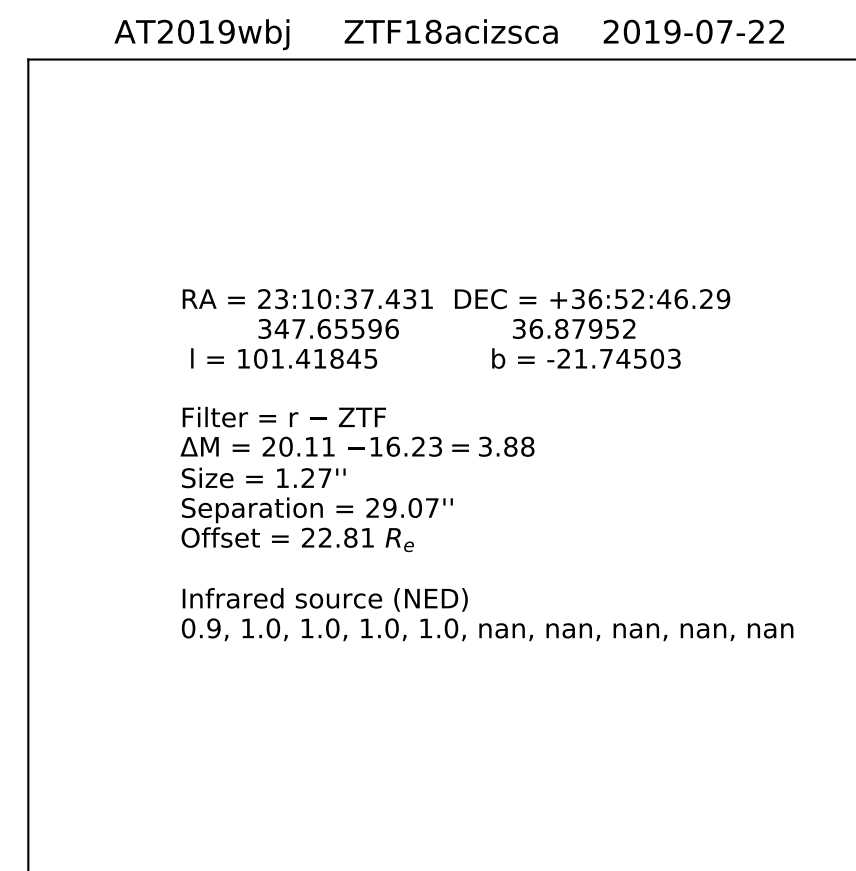 AT2019wbj ZTF18acizsca 2019-07-22
RA = 23:10:37.431 DEC = +36:52:46.29
347.65596 36.87952
l = 101.41845 b = -21.74503
Filter = r − ZTF
ΔM = 20.11 −16.23 = 3.88
Size = 1.27''
Separation = 29.07''
Offset = 22.81 Re
Infrared source (NED)
0.9, 1.0, 1.0, 1.0, 1.0, nan, nan, nan, nan, nan